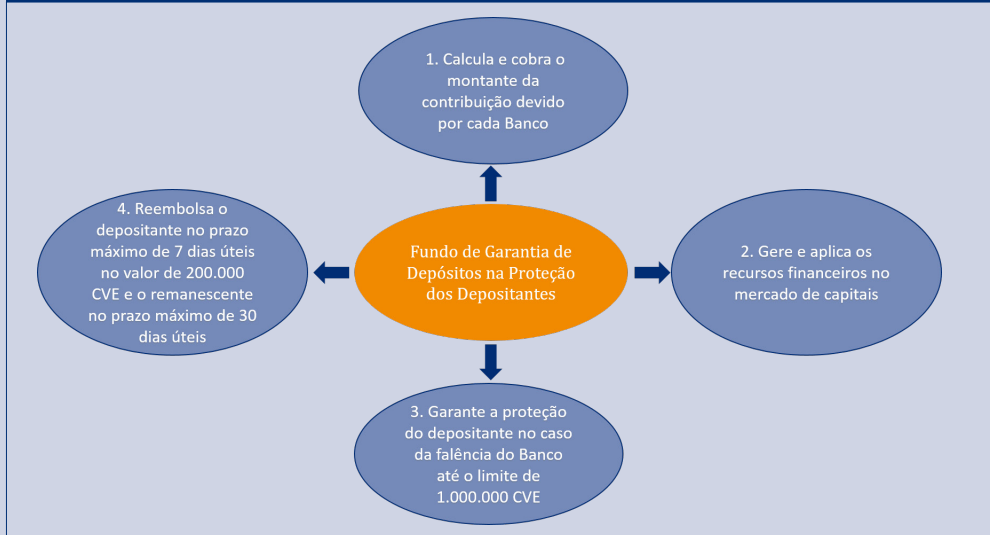 1. Calcula e cobra o
montante da
contribuição devido
por cada Banco
4. Reembolsa o
depositante no prazo
máximo de 7 dias úteis
no valor de 200.000
CVE e o remanescente
no prazo máximo de 30
dias úteis
Fundo de Garantia de
Depósitos na Proteção
dos Depositantes
2. Gere e aplica os
recursos financeiros no
mercado de capitais
3. Garante a proteção
do depositante no caso
da falência do Banco
até o limite de
1.000.000 CVE